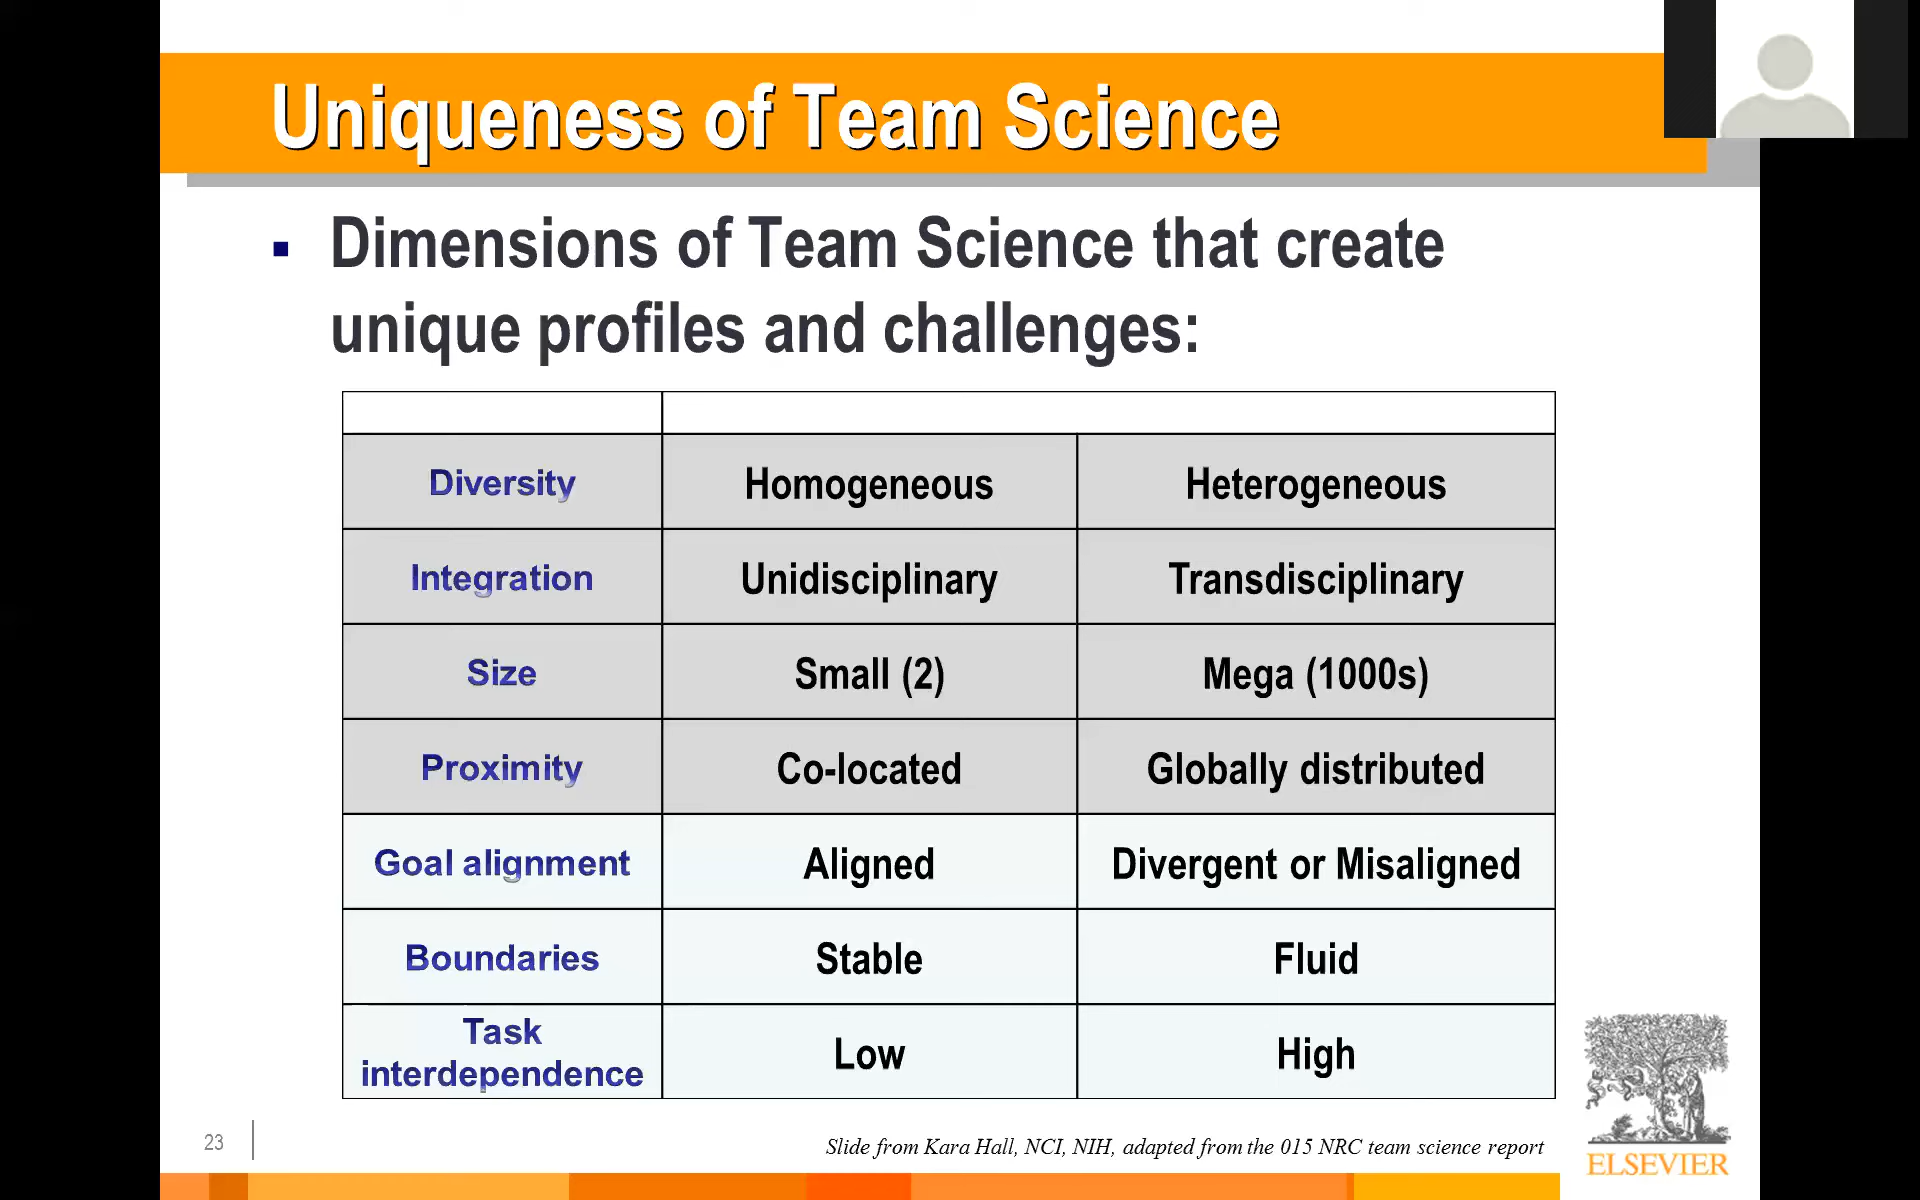 Uniqueness of Team Science
▪ Dimensions of Team Science that create
unique profiles and challenges:
Diversity Homogeneous Heterogeneous
Integration Unidisciplinary Transdisciplinary
Size Small (2) Mega (1000s)
Proximity Co-located Globally distributed
Goal alignment Aligned Divergent or Misaligned
Boundaries Stable Fluid
Task
interdependence Low High
23
Slide from Kara Hall, NCI, NIH, adapted from the 015 NRC team science report
ELSEVIER